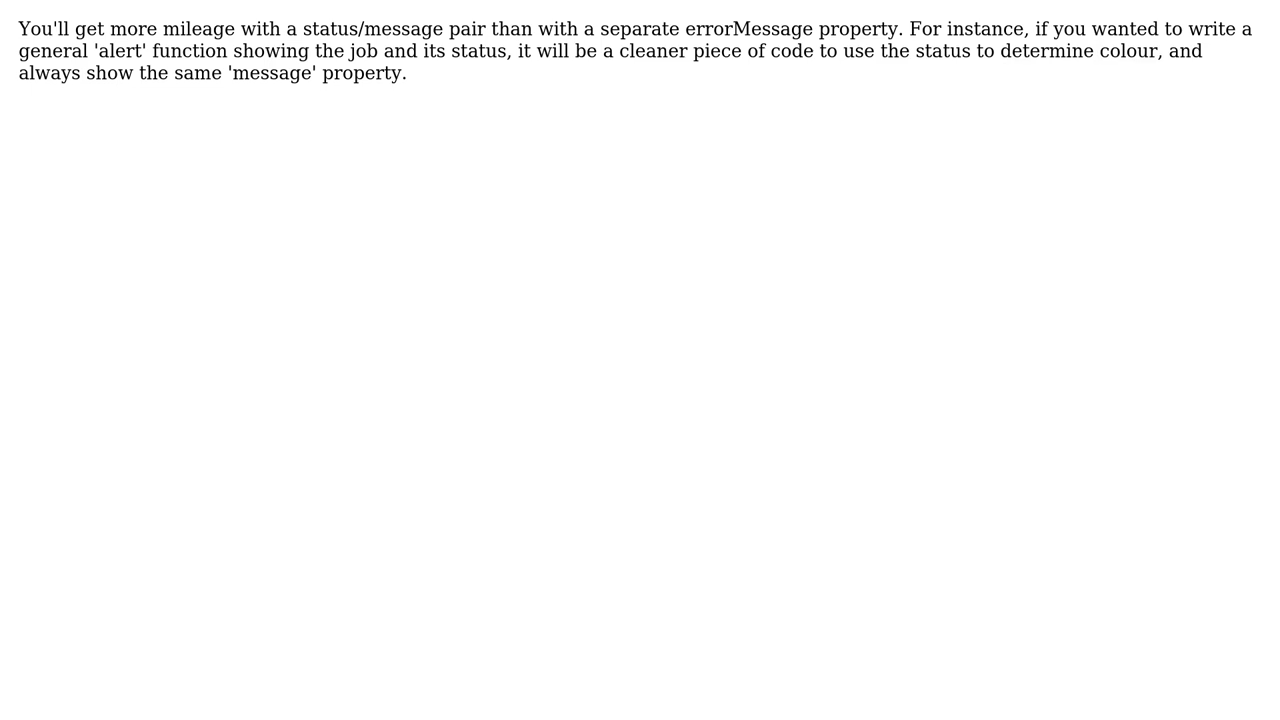 You'll get more mileage with a status/message pair than with a separate errorMessage property. For instance, if you wanted to write a
general 'alert' function showing the job and its status, it will be a cleaner piece of code to use the status to determine colour, and
always show the same 'message' property.